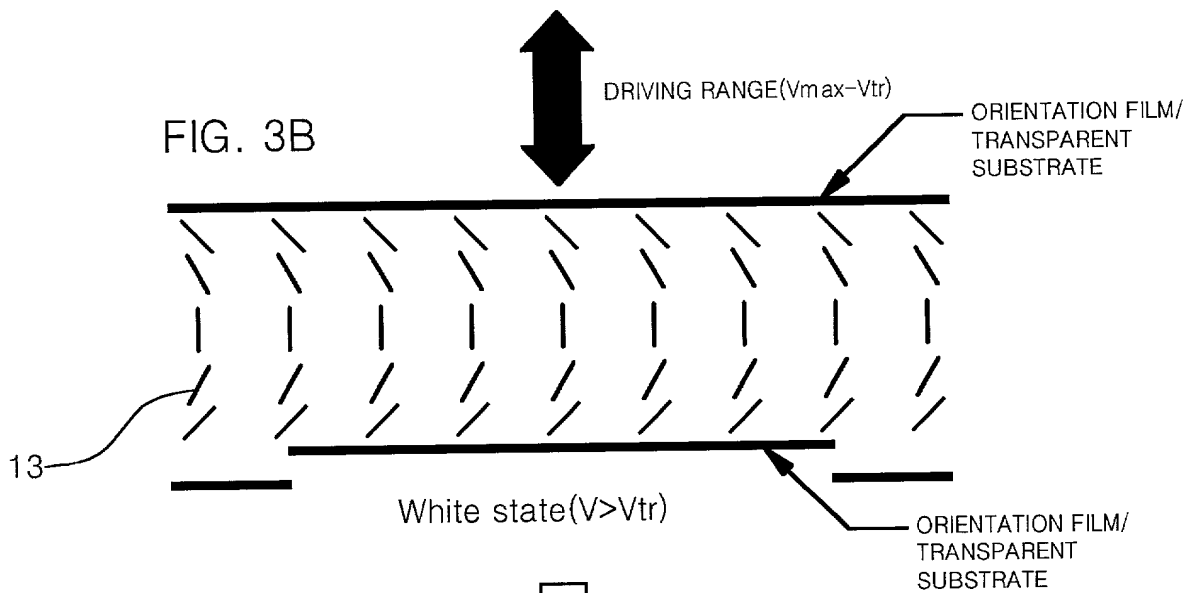 DRIVING RANGE(Vmax-Vtr)
FIG. 3B
ORIENTATION FILM/
TRANSPARENT
SUBSTRATE
13
White state(V>Vtr)
ORIENTATION FILM/
TRANSPARENT
SUBSTRATE